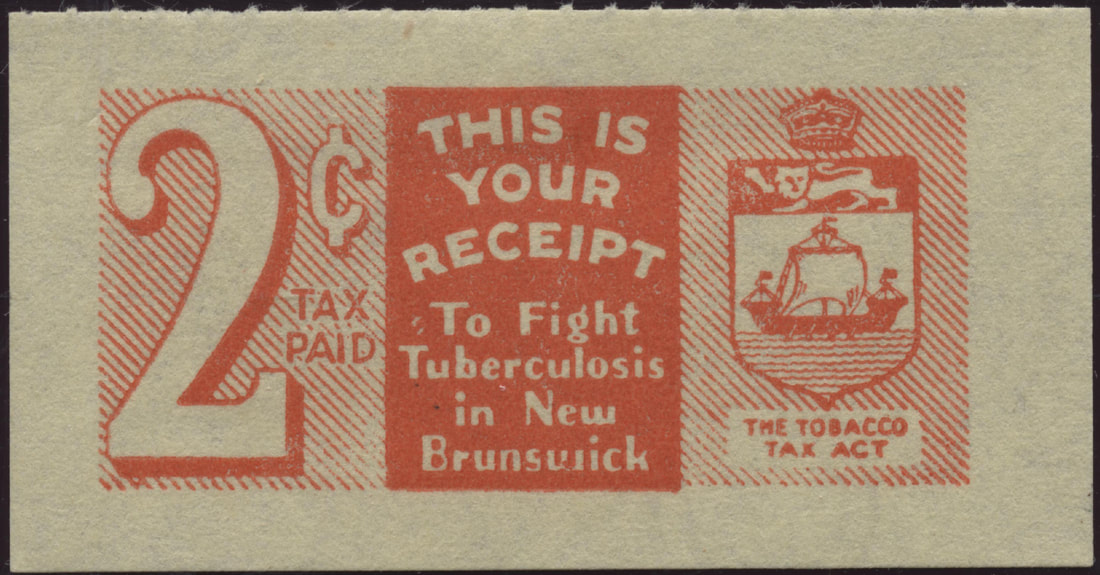 2¢
TAX
PAID
THIS IS
YOUR
RECEIPT
To Fight
Tuberculosis
in New
Brunswick
THE TOBACCO
TAX ACT